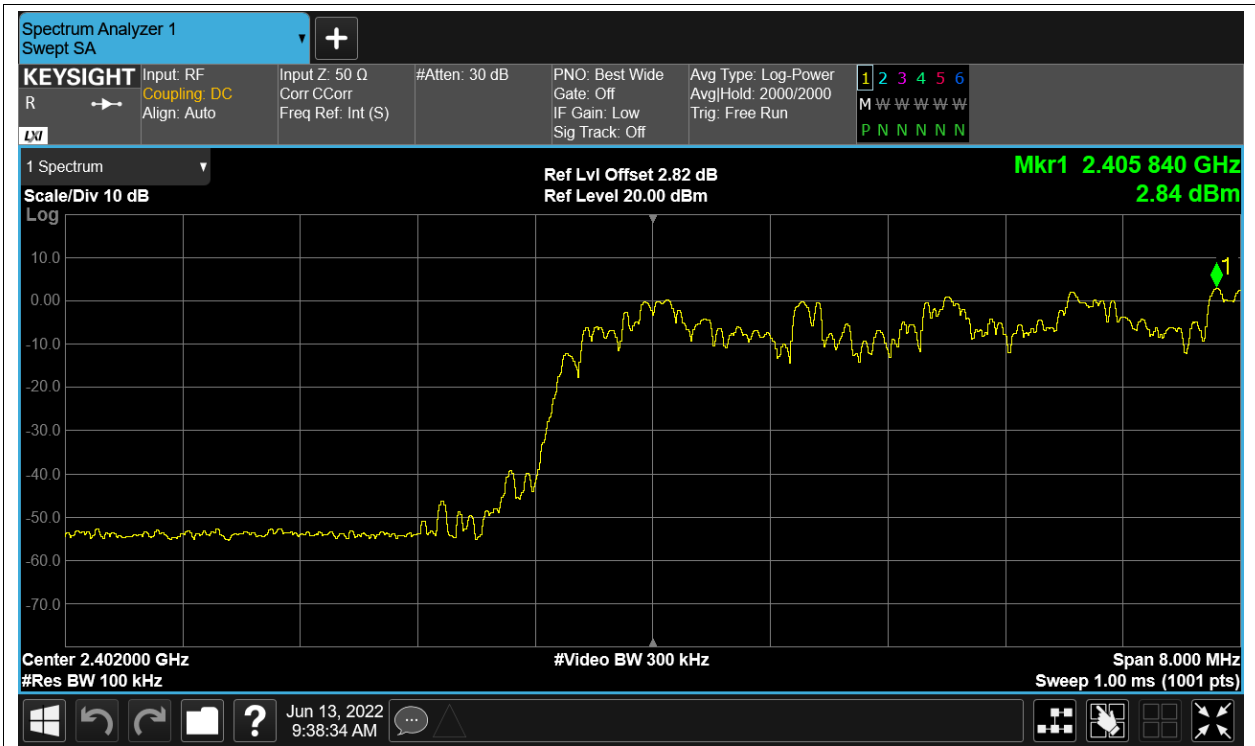 Spectrum Analyzer 1
Swept SA
+
KEYSIGHT
R
LXI
Input: RF
Coupling: DC
Align: Auto
Input Z: 50 Ω
Corr CCorr
Freq Ref: Int (S)
#Atten: 30 dB
PNO: Best Wide
Gate: Off
IF Gain: Low
Sig Track: Off
Avg Type: Log-Power
Avg|Hold: 2000/2000
Trig: Free Run
1 2 3 4 5 6
M W W W W W
P N N N N N
1 Spectrum
Scale/Div 10 dB
Log
Ref Lvl Offset 2.82 dB
Ref Level 20.00 dBm
Mkr1 2.405 840 GHz
2.84 dBm
10.0
0.00
-10.0
-20.0
-30.0
-40.0
-50.0
-60.0
-70.0
1
Center 2.402000 GHz
#Res BW 100 kHz
#Video BW 300 kHz
Span 8.000 MHz
Sweep 1.00 ms (1001 pts)
?
Jun 13, 2022
9:38:34 AM